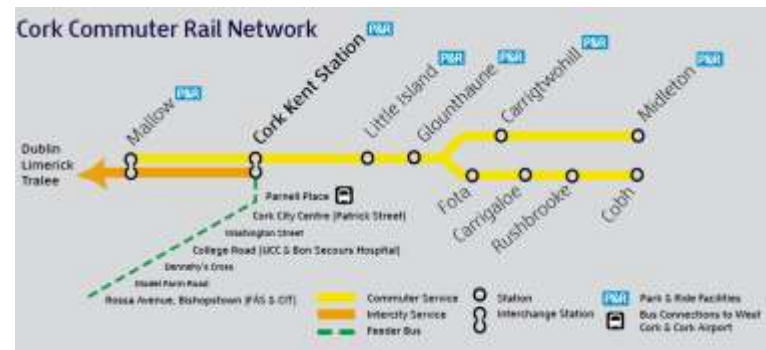 Cork Commuter Rail Network
P&R
P&R
P&R
P&R
P&R
P&R
Mallow
Cork Kent Station
Little Island
Glounthaune
Carrigtwohill
Midleton
Dublin
Limerick
Tralee
Fota
Carrigaloe
Rushbrooke
Cobh
Parnell Place
Cork City Centre (Patrick Street)
Washington Street
College Road (UCC & Bon Secours Hospital)
Dennehy's Cross
Model Farm Road
Rossa Avenue, Bishopstown (FÁS & CIT)
Commuter Service
Intercity Service
Feeder Bus
Station
Interchange Station
P&R
Park & Ride Facilities
Bus Connections to West
Cork & Cork Airport